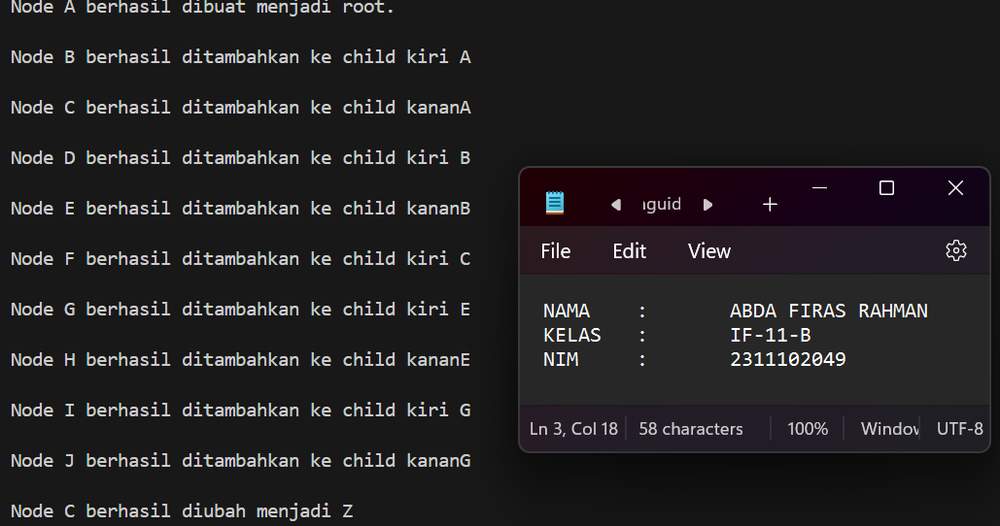 Node A berhasil dibuat menjadi root.
Node B berhasil ditambahkan ke child kiri A
Node C berhasil ditambahkan ke child kananA
Node D berhasil ditambahkan ke child kiri B
Node E berhasil ditambahkan ke child kananB
Node F berhasil ditambahkan ke child kiri C
Node G berhasil ditambahkan ke child kiri E
Node H berhasil ditambahkan ke child kananE
Node I berhasil ditambahkan ke child kiri G
Node J berhasil ditambahkan ke child kananG
Node C berhasil diubah menjadi Z
guid
File Edit View
NAMA : ABDA FIRAS RAHMAN
KELAS : IF-11-B
NIM : 2311102049
Ln 3, Col 18 58 characters 100% Window UTF-8